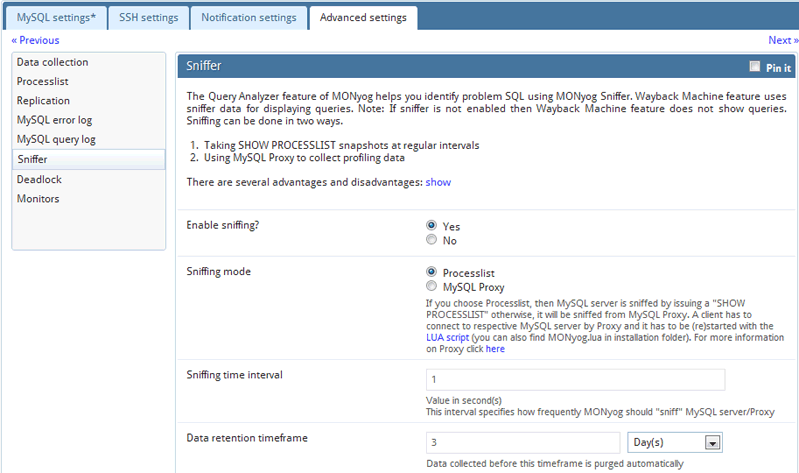 MySQL settings*
SSH settings
Notification settings
Advanced settings
« Previous
Next »
Data collection
Processlist
Replication
MySQL error log
MySQL query log
Sniffer
Deadlock
Monitors
Sniffer
Pin it
The Query Analyzer feature of MONyog helps you identify problem SQL using MONyog Sniffer. Wayback Machine feature uses
sniffer data for displaying queries. Note: If sniffer is not enabled then Wayback Machine feature does not show queries.
Sniffing can be done in two ways.
1. Taking SHOW PROCESSLIST snapshots at regular intervals
2. Using MySQL Proxy to collect profiling data
There are several advantages and disadvantages: show
Enable sniffing?
Yes
No
Sniffing mode
Processlist
MySQL Proxy
If you choose Processlist, then MySQL server is sniffed by issuing a "SHOW
PROCESSLIST" otherwise, it will be sniffed from MySQL Proxy. A client has to
connect to respective MySQL server by Proxy and it has to be (re)started with the
LUA script (you can also find MONyog.lua in installation folder). For more information
on Proxy click here
Sniffing time interval
1
Value in second(s)
This interval specifies how frequently MONyog should "sniff" MySQL server/Proxy
Data retention timeframe
3
Day(s)
Data collected before this timeframe is purged automatically